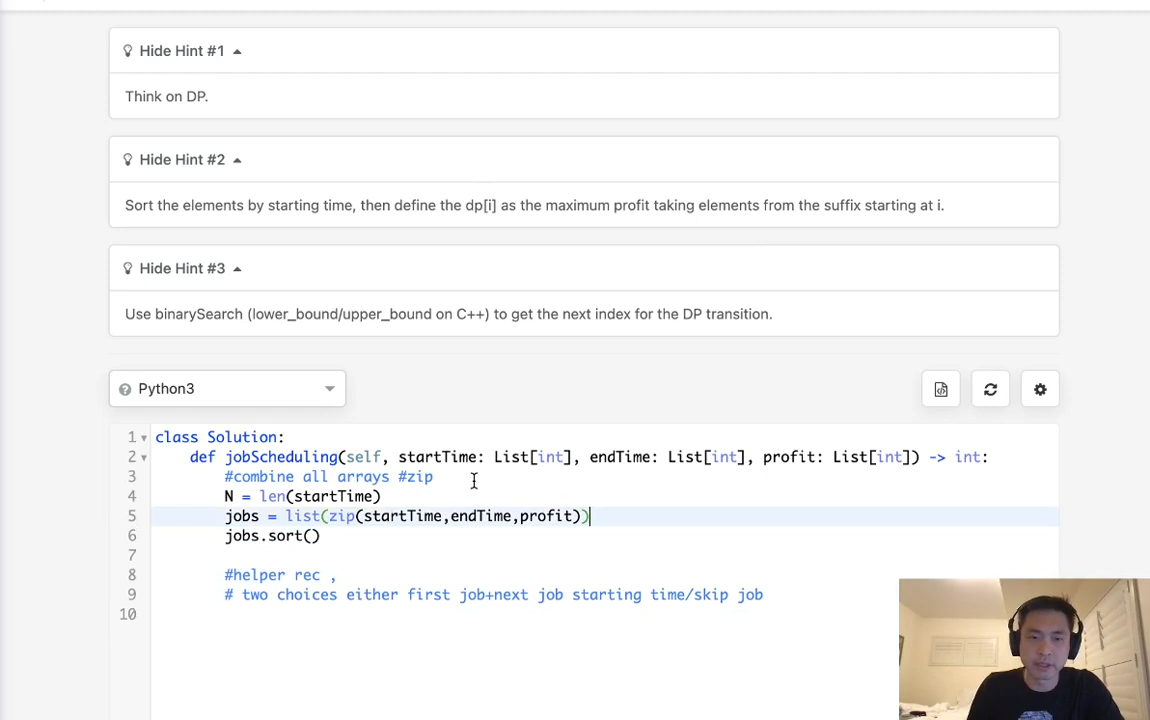 Hide Hint #1
Think on DP.
Hide Hint #2
Sort the elements by starting time, then define the dp[i] as the maximum profit taking elements from the suffix starting at i.
Hide Hint #3
Use binarySearch (lower_bound/upper_bound on C++) to get the next index for the DP transition.
Python3
1 class Solution:
2 def jobScheduling(self, startTime: List[int], endTime: List[int], profit: List[int]) -> int:
3 #combine all arrays #zip
4 N = len(startTime)
5 jobs = list(zip(startTime,endTime,profit))
6 jobs.sort()
7
8 #helper rec ,
9 # two choices either first job+next job starting time/skip job
10